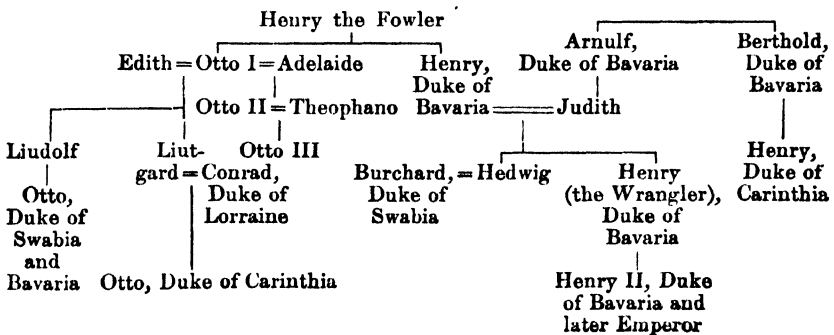 Henry the Fowler
Edith = Otto I = Adelaide
Henry,
Duke of
Bavaria
Arnulf,
Duke of Bavaria
Berthold,
Duke of
Bavaria
Otto II = Theophano
Judith
Liudolf
Liut-
gard = Conrad,
Duke of
Lorraine
Otto III
Burchard, = Hedwig
Duke of
Swabia
Henry
(the Wrangler),
Duke of
Bavaria
Henry,
Duke of
Carinthia
Otto,
Duke of
Swabia
and
Bavaria
Otto, Duke of Carinthia
Henry II, Duke
of Bavaria and
later Emperor